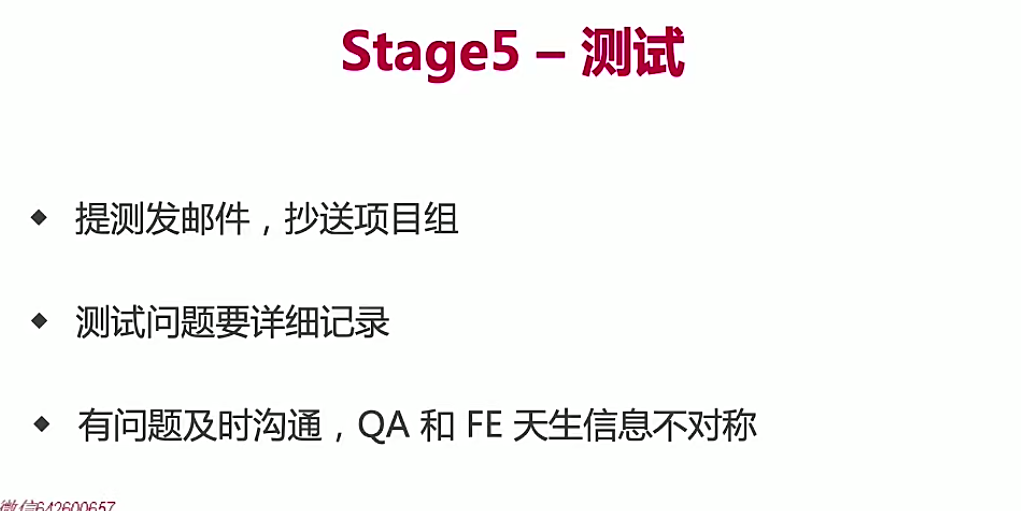 Stage5 – 测试
◆ 提测发邮件，抄送项目组
◆ 测试问题要详细记录
◆ 有问题及时沟通，QA 和 FE 天生信息不对称
微信642600657